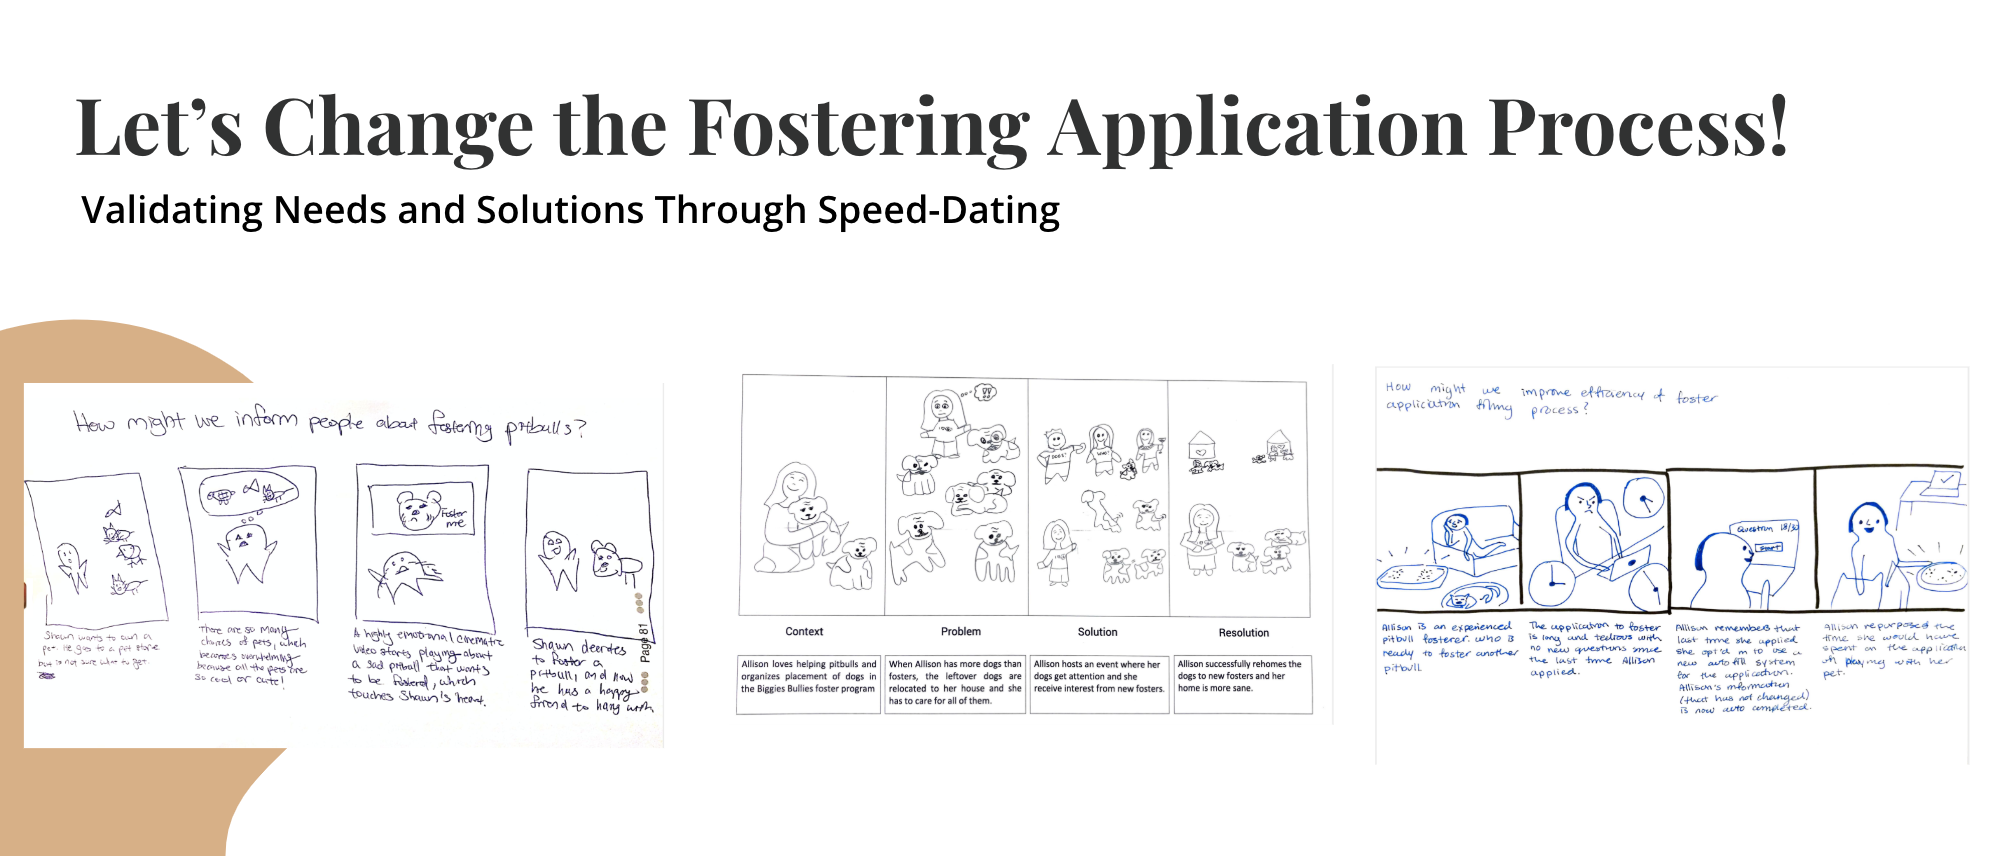 Let's Change the Fostering Application Process!
Validating Needs and Solutions Through Speed-Dating
How might we inform people about fostering pitbulls?
Foster
me
Shawn wants to own a
pet. He goes to a pet store
but is not sure what to get.
There are so many
choices of pets, which
becomes overwhelming
because all the pets are
so cool or cute!
A highly emotional cinematic
video starts playing about
a sad pitbull that wants
to be fostered, which
touches Shawn's heart.
Shawn decides
to foster a
pitbull, and now
he has a happy
friend to hang with
Page 81
Context
Problem
Solution
Resolution
Allison loves helping pitbulls and
organizes placement of dogs in
the Biggies Bullies foster program
When Allison has more dogs than
fosters, the leftover dogs are
relocated to her house and she
has to care for all of them.
Allison hosts an event where her
dogs get attention and she
receive interest from new fosters.
Allison successfully rehomes the
dogs to new fosters and her
home is more sane.
How might we improve efficiency of foster
application filling process?
Question 18/30
Allison is an experienced
pitbull fosterer who is
ready to foster another
pitbull
The application to foster
is long and tedious with
no new questions since
the last time Allison
applied.
Allison remembers that
last time she applied
she opt'd in to use a
new auto fill system
for the application.
Allison's information
(that has not changed)
is now auto completed.
Allison repurposed the
time she would have
spent on the application
on playing with her
pet.